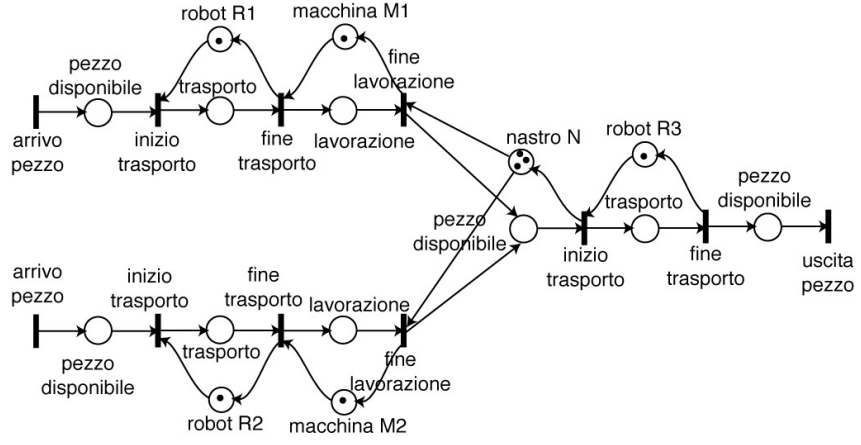 robot R1
macchina M1
pezzo
disponibile
trasporto
fine
lavorazione
arrivo
pezzo
inizio
trasporto
fine
trasporto
lavorazione
nastro N
robot R3
pezzo
disponibile
trasporto
pezzo
disponibile
inizio
trasporto
fine
trasporto
uscita
pezzo
arrivo
pezzo
inizio
trasporto
fine
trasporto
lavorazione
pezzo
disponibile
trasporto
fine
lavorazione
robot R2
macchina M2